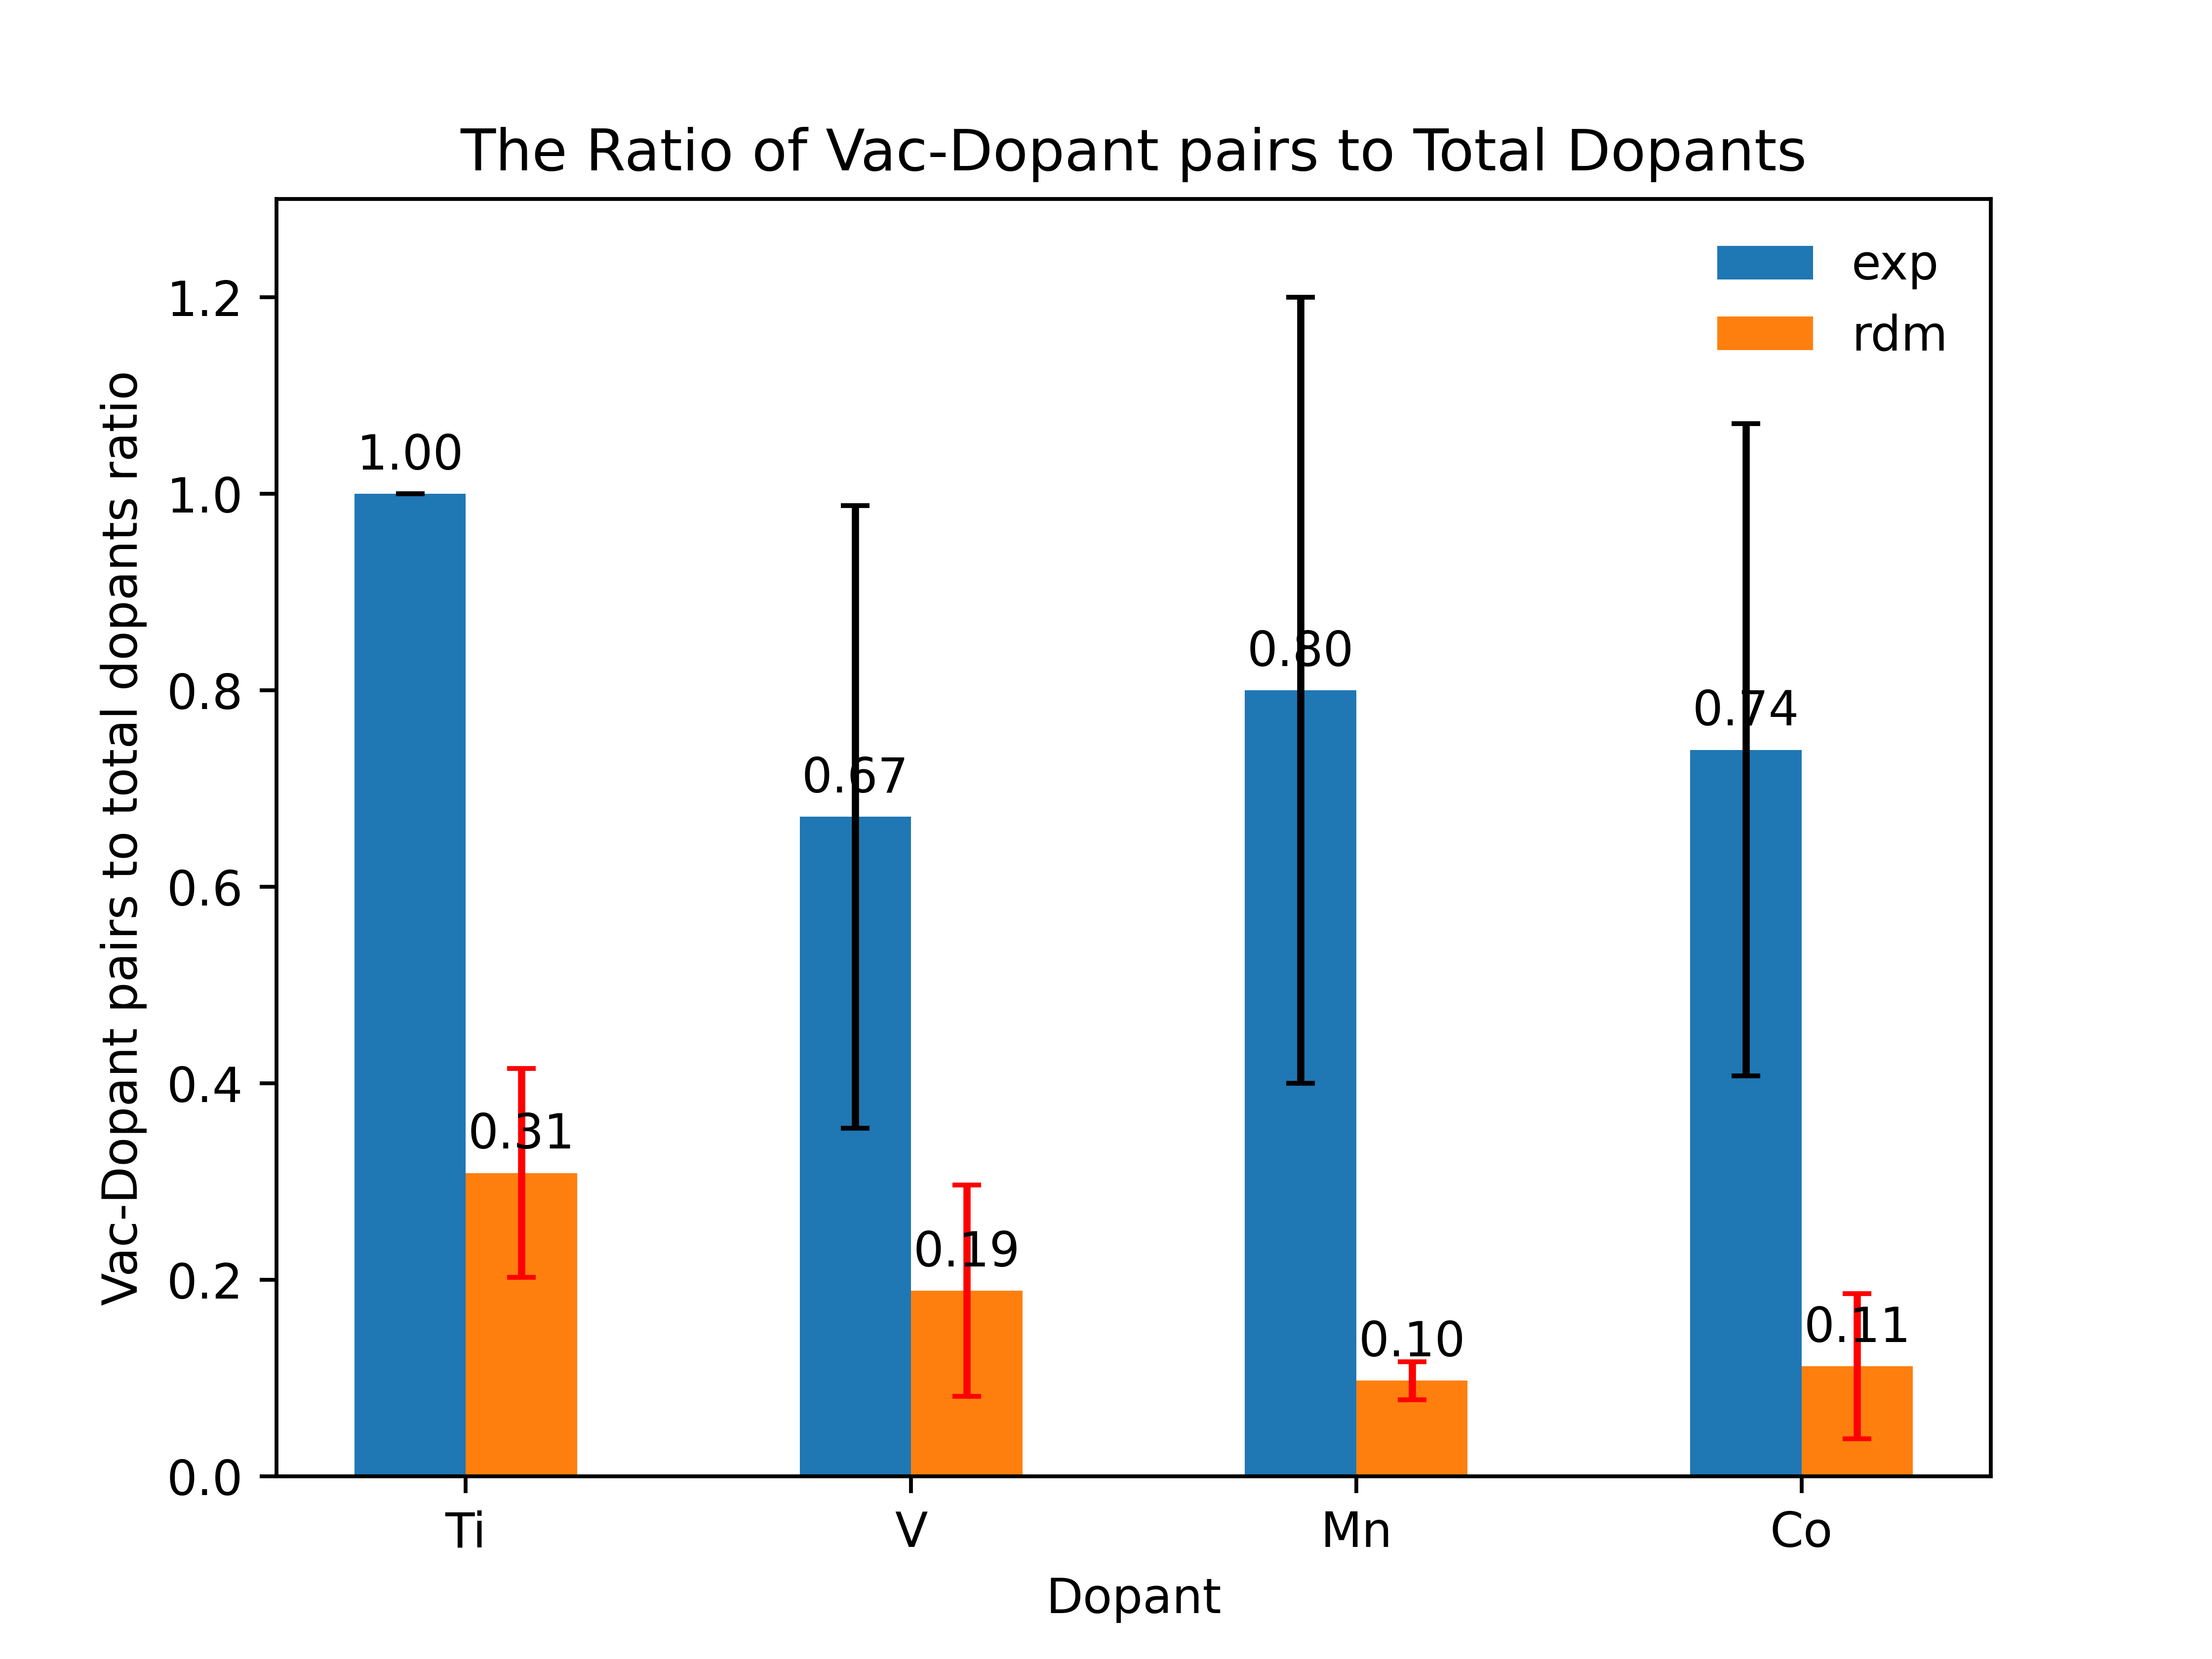 The Ratio of Vac-Dopant pairs to Total Dopants
exp
rdm
Vac-Dopant pairs to total dopants ratio
1.2
1.0
0.8
0.6
0.4
0.2
0.0
1.00
0.67
0.80
0.74
0.31
0.19
0.10
0.11
Ti
V
Mn
Co
Dopant